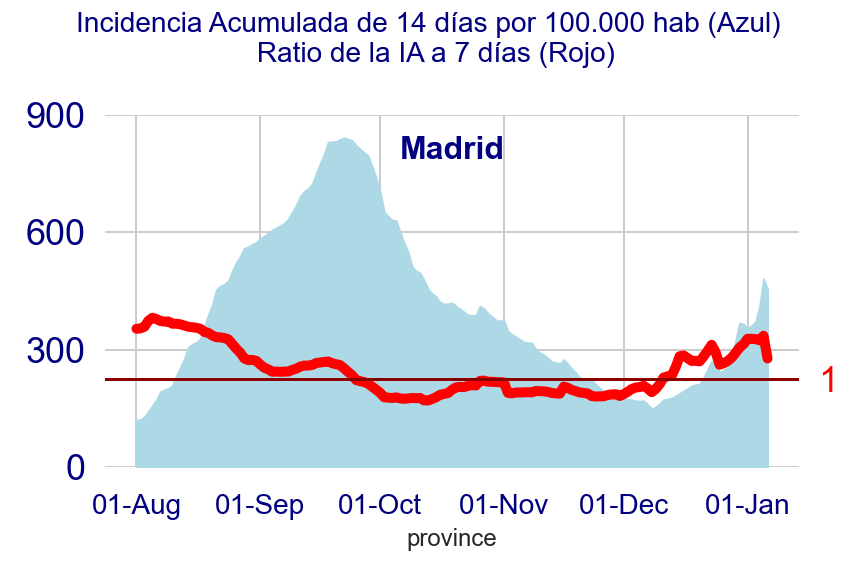 Incidencia Acumulada de 14 días por 100.000 hab (Azul)
Ratio de la IA a 7 días (Rojo)
900
Madrid
600
300
1
0
01-Aug 01-Sep 01-Oct 01-Nov 01-Dec 01-Jan
province